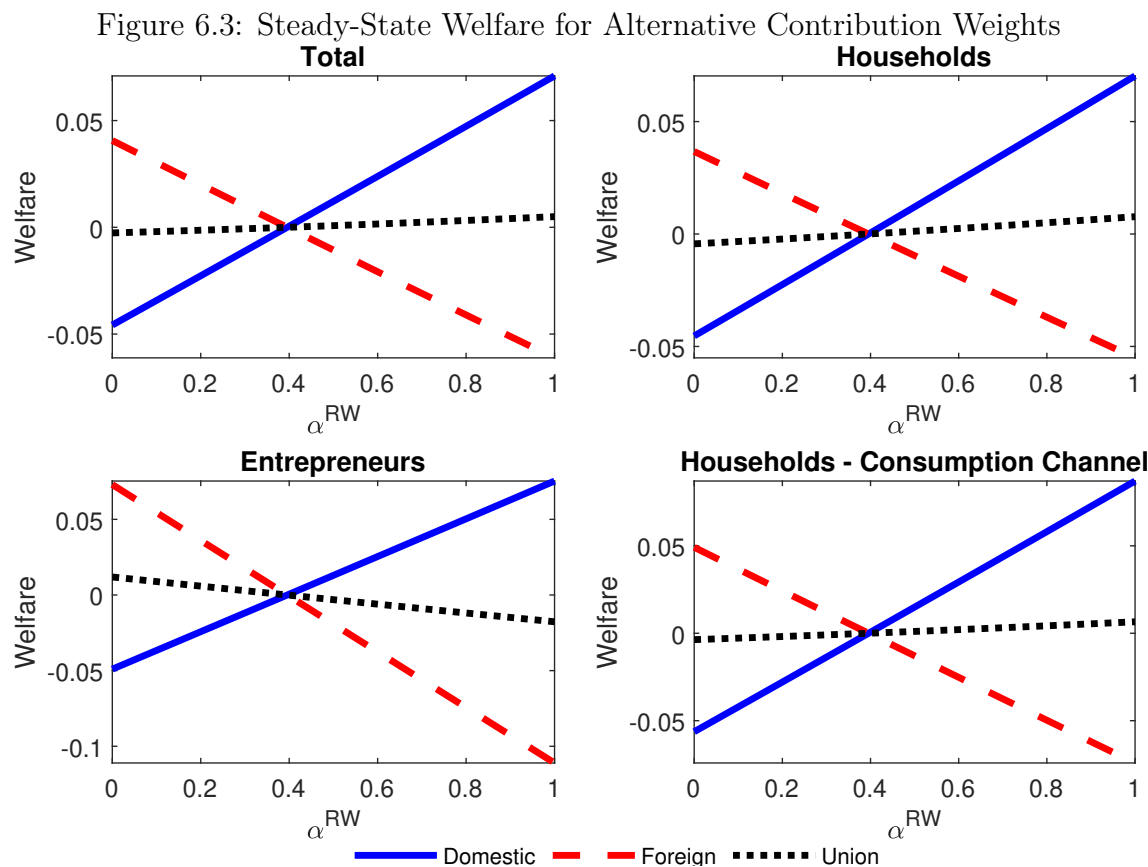 Figure 6.3: Steady-State Welfare for Alternative Contribution Weights
Total
Welfare
0.05
0
-0.05
0 0.2 0.4 0.6 0.8 1
α^RW
Households
Welfare
0.05
0
-0.05
0 0.2 0.4 0.6 0.8 1
α^RW
Entrepreneurs
Welfare
0.05
0
-0.05
-0.1
0 0.2 0.4 0.6 0.8 1
α^RW
Households - Consumption Channel
Welfare
0.05
0
-0.05
0 0.2 0.4 0.6 0.8 1
α^RW
Domestic Foreign Union